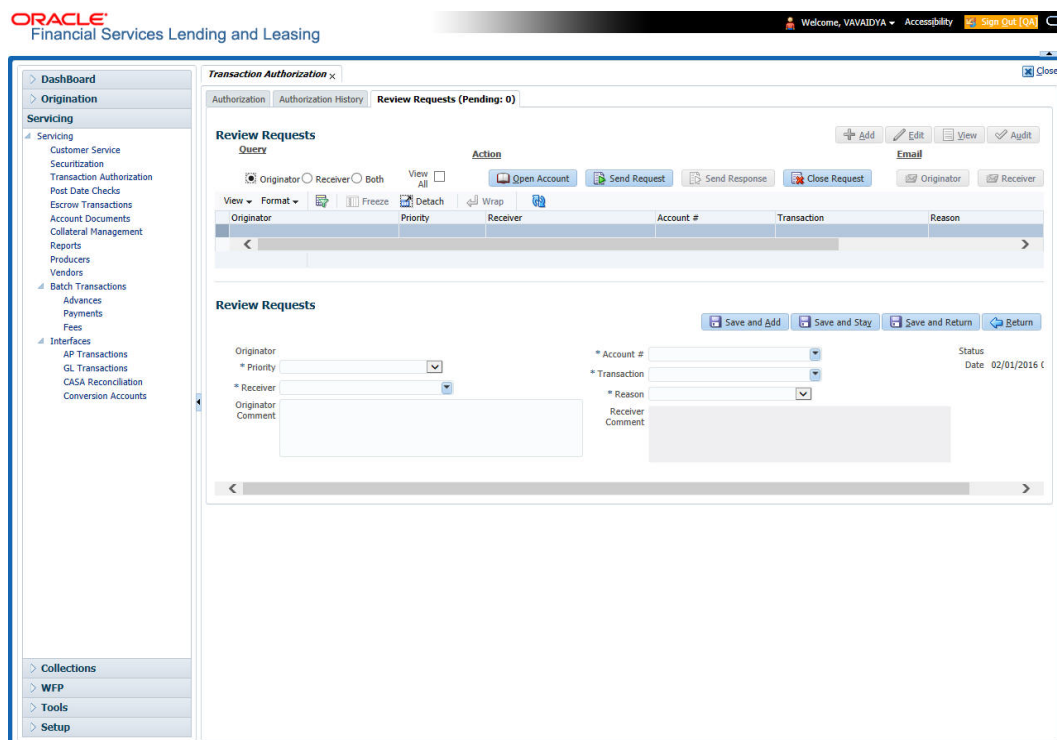 ORACLE
Financial Services Lending and Leasing
Welcome, VAVAIDYA Accessibility Sign Out [QA]
Close
DashBoard
Origination
Servicing
Servicing
Customer Service
Securitization
Transaction Authorization
Post Date Checks
Escrow Transactions
Account Documents
Collateral Management
Reports
Producers
Vendors
Batch Transactions
Advances
Payments
Fees
Interfaces
AP Transactions
GL Transactions
CASA Reconciliation
Conversion Accounts
Collections
WFP
Tools
Setup
Transaction Authorization x
Authorization Authorization History Review Requests (Pending: 0)
Review Requests
Add Edit View Audit
Query Action Email
Originator Receiver Both View All Open Account Send Request Send Response Close Request Originator Receiver
View Format Freeze Detach Wrap
Originator Priority Receiver Account # Transaction Reason
Review Requests
Save and Add Save and Stay Save and Return Return
Originator * Account # Status
* Priority * Transaction Date 02/01/2016
* Receiver * Reason
Originator Comment Receiver Comment